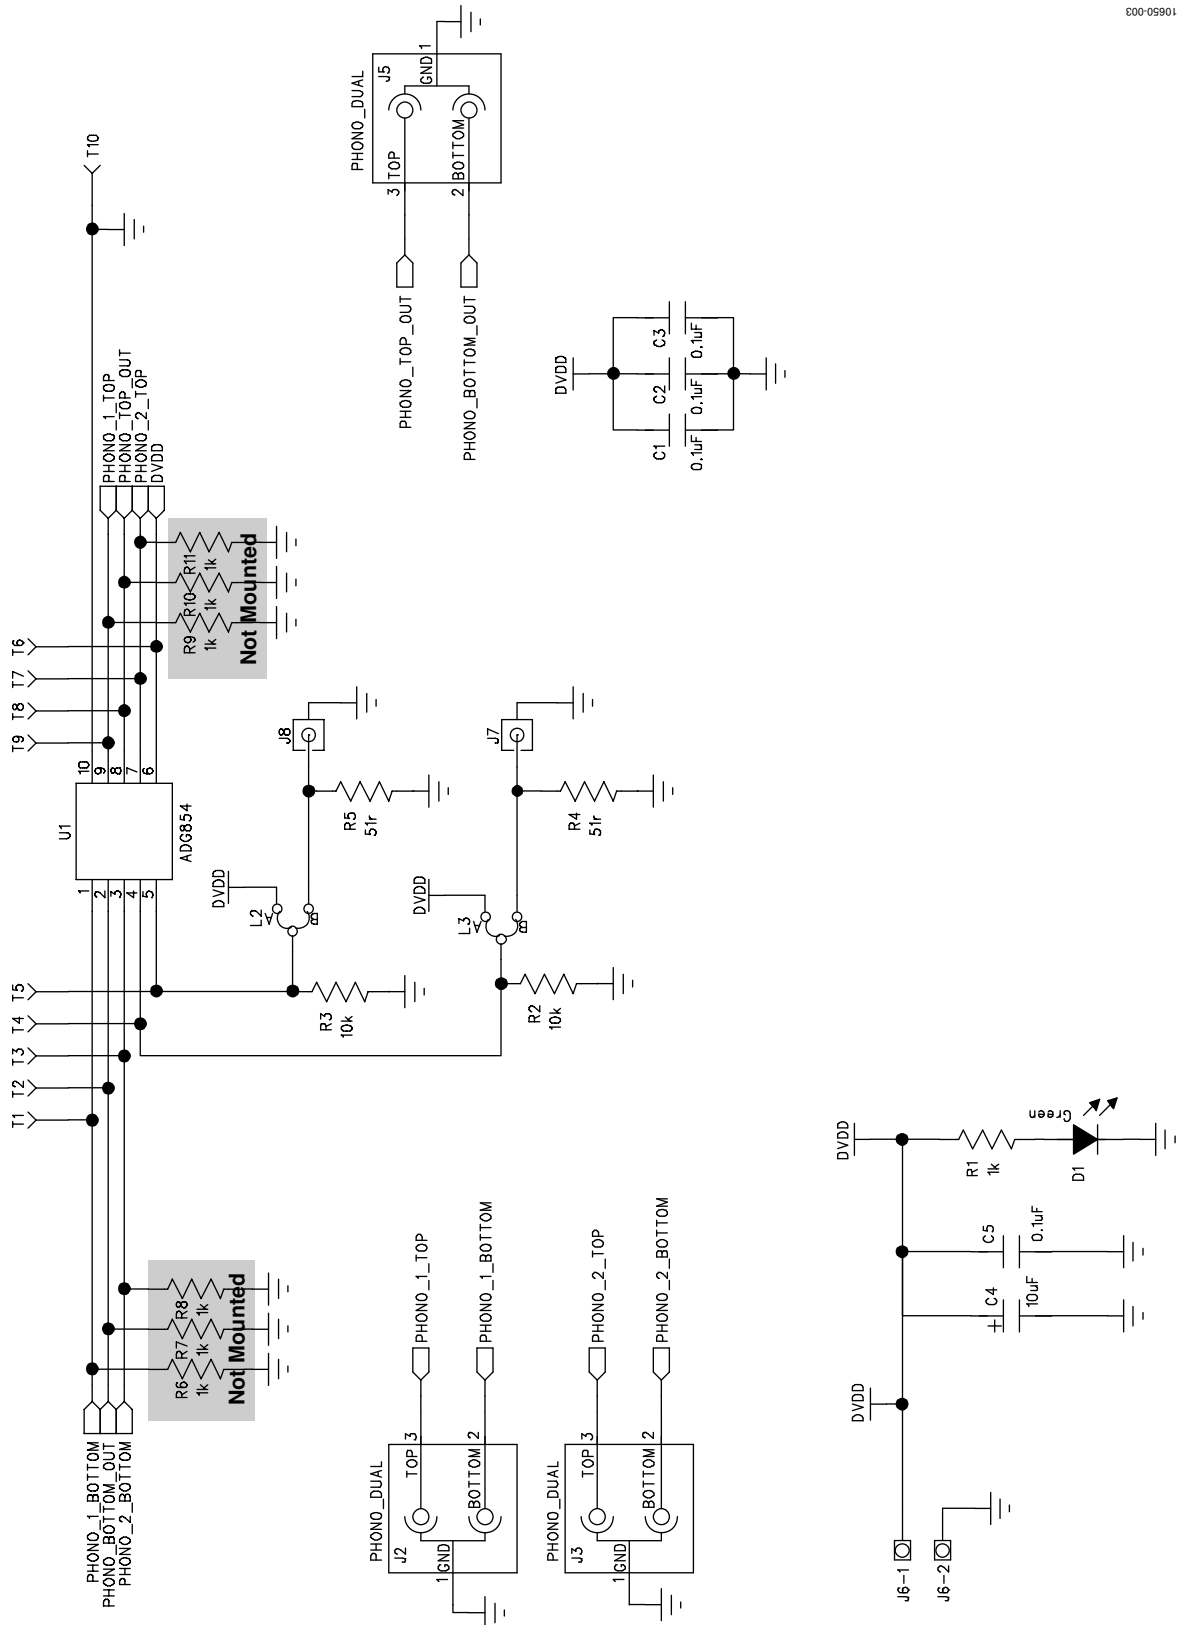 10650-003
T1
T2
T3
T4
T5
T9
T8
T7
T6
T10
PHONO_1_BOTTOM
PHONO_BOTTOM_OUT
PHONO_2_BOTTOM
R6
1k
R7
1k
R8
1k
Not Mounted
U1
ADG854
1
2
3
4
5
10
9
8
7
6
PHONO_1_TOP
PHONO_TOP_OUT
PHONO_2_TOP
DVDD
R9
1k
R10
1k
R11
1k
Not Mounted
DVDD
L2
A
B
R3
10k
R5
51r
J8
DVDD
L3
A
B
R2
10k
R4
51r
J7
PHONO_DUAL
J5
GND
1
3
TOP
2
BOTTOM
PHONO_TOP_OUT
PHONO_BOTTOM_OUT
DVDD
C1
0.1uF
C2
0.1uF
C3
0.1uF
PHONO_DUAL
J2
1
GND
TOP
3
BOTTOM
2
PHONO_1_TOP
PHONO_1_BOTTOM
PHONO_DUAL
J3
1
GND
TOP
3
BOTTOM
2
PHONO_2_TOP
PHONO_2_BOTTOM
J6-1
J6-2
DVDD
C4
+
10uF
C5
0.1uF
DVDD
R1
1k
D1
Green